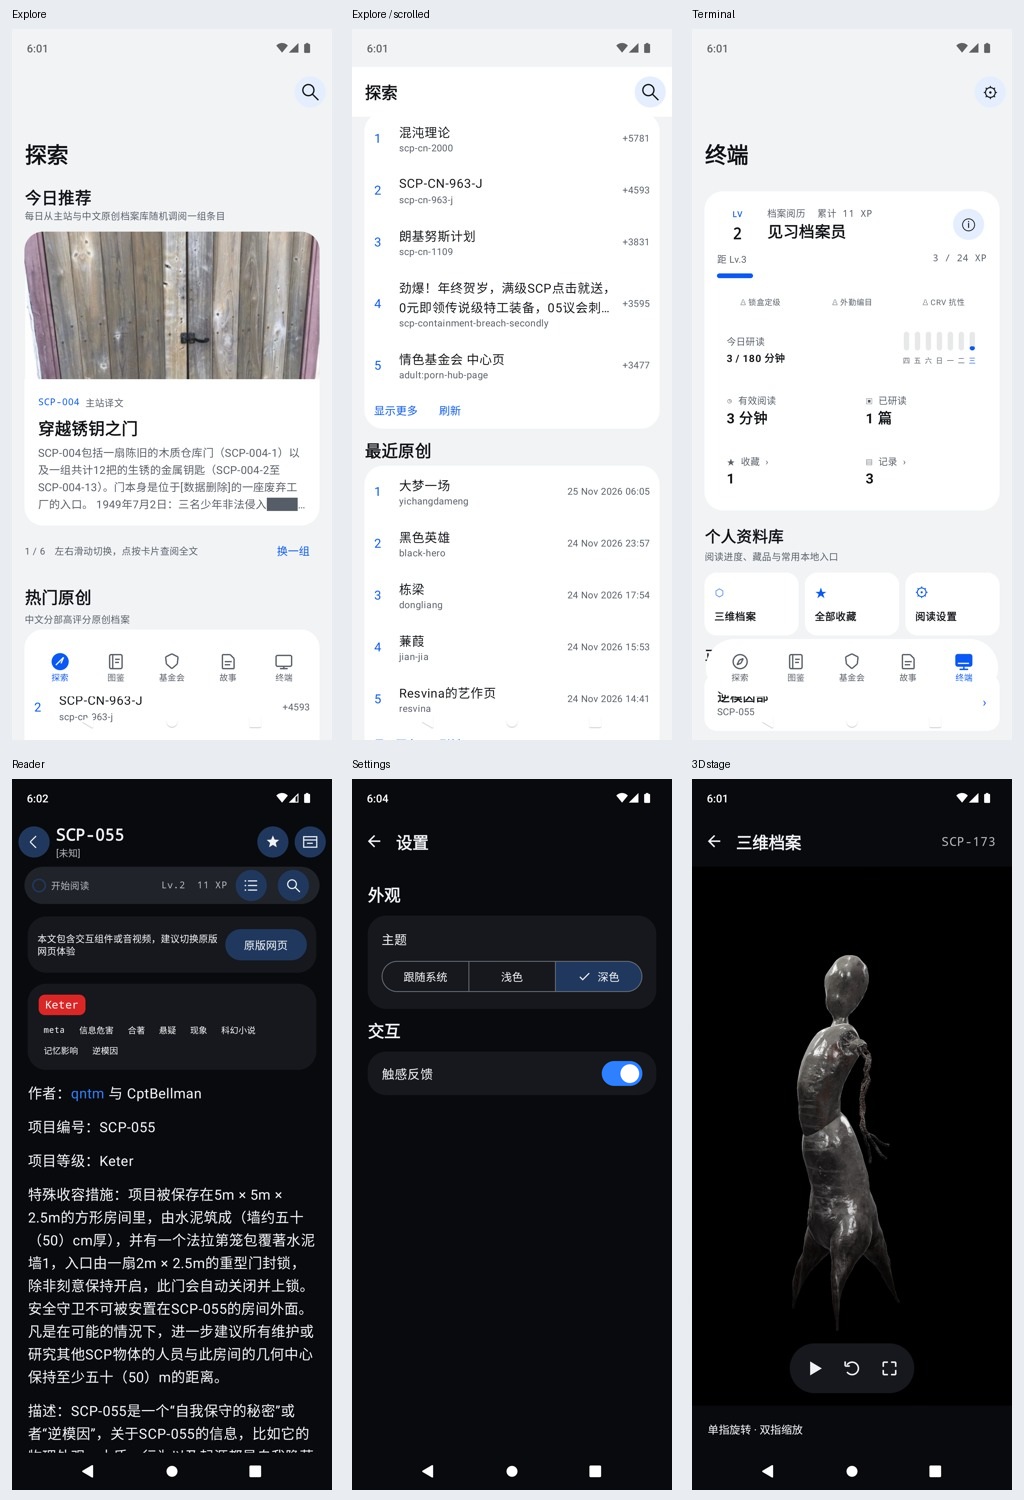 Explore
6:01
探索
今日推荐
每日从主站与中文原创档案库随机调阅一组条目
SCP-004 主站译文
穿越锈钥之门
SCP-004包括一扇陈旧的木质仓库门（SCP-004-1）以
及一组共计12把的生锈的金属钥匙（SCP-004-2至
SCP-004-13）。门本身是位于[数据删除]的一座废弃工
厂的入口。 1949年7月2日：三名少年非法侵入████…
1 / 6 左右滑动切换，点按卡片查阅全文
换一组
热门原创
中文分部高评分原创档案
探索
图鉴
基金会
故事
终端
2
SCP-CN-963-J
scp-cn-963-j
+4593
Explore / scrolled
6:01
探索
1
混沌理论
scp-cn-2000
+5781
2
SCP-CN-963-J
scp-cn-963-j
+4593
3
朗基努斯计划
scp-cn-1109
+3831
4
劲爆！年终贺岁，满级SCP点击就送，
0元即领传说级特工装备，05议会刺…
scp-containment-breach-secondly
+3595
5
情色基金会 中心页
adult:porn-hub-page
+3477
显示更多 刷新
最近原创
1
大梦一场
yichangdameng
25 Nov 2026 06:05
2
黑色英雄
black-hero
24 Nov 2026 23:57
3
栋梁
dongliang
24 Nov 2026 17:54
4
蒹葭
jian-jia
24 Nov 2026 15:53
5
Resvina的艺作页
resvina
24 Nov 2026 14:41
Terminal
6:01
终端
LV
2
档案阅历 累计 11 XP
见习档案员
距 Lv.3
3 / 24 XP
锁盒定级
外勤编目
CRV 抗性
今日研读
3 / 180 分钟
四 五 六 日 一 二 三
有效阅读
3 分钟
已研读
1 篇
★ 收藏 ›
1
记录 ›
3
个人资料库
阅读进度、藏品与常用本地入口
三维档案
全部收藏
阅读设置
探索
图鉴
基金会
故事
终端
逆模因部
SCP-055
Reader
6:02
SCP-055
[未知]
开始阅读
Lv.2 11 XP
本文包含交互组件或音视频，建议切换原版
网页体验
原版网页
Keter
meta 信息危害 合著 悬疑 现象 科幻小说
记忆影响 逆模因
作者：qntm 与 CptBellman
项目编号：SCP-055
项目等级：Keter
特殊收容措施：项目被保存在5m × 5m ×
2.5m的方形房间里，由水泥筑成（墙约五十
（50）cm厚），并有一个法拉第笼包覆著水泥
墙1，入口由一扇2m × 2.5m的重型门封锁，
除非刻意保持开启，此门会自动关闭并上锁。
安全守卫不可被安置在SCP-055的房间外面。
凡是在可能的情況下，进一步建议所有维护或
研究其他SCP物体的人员与此房间的几何中心
保持至少五十（50）m的距离。
描述：SCP-055是一个“自我保守的秘密”或
者“逆模因”，关于SCP-055的信息，比如它的
Settings
6:04
设置
外观
主题
跟随系统
浅色
深色
交互
触感反馈
3D stage
6:01
三维档案
SCP-173
单指旋转 · 双指缩放